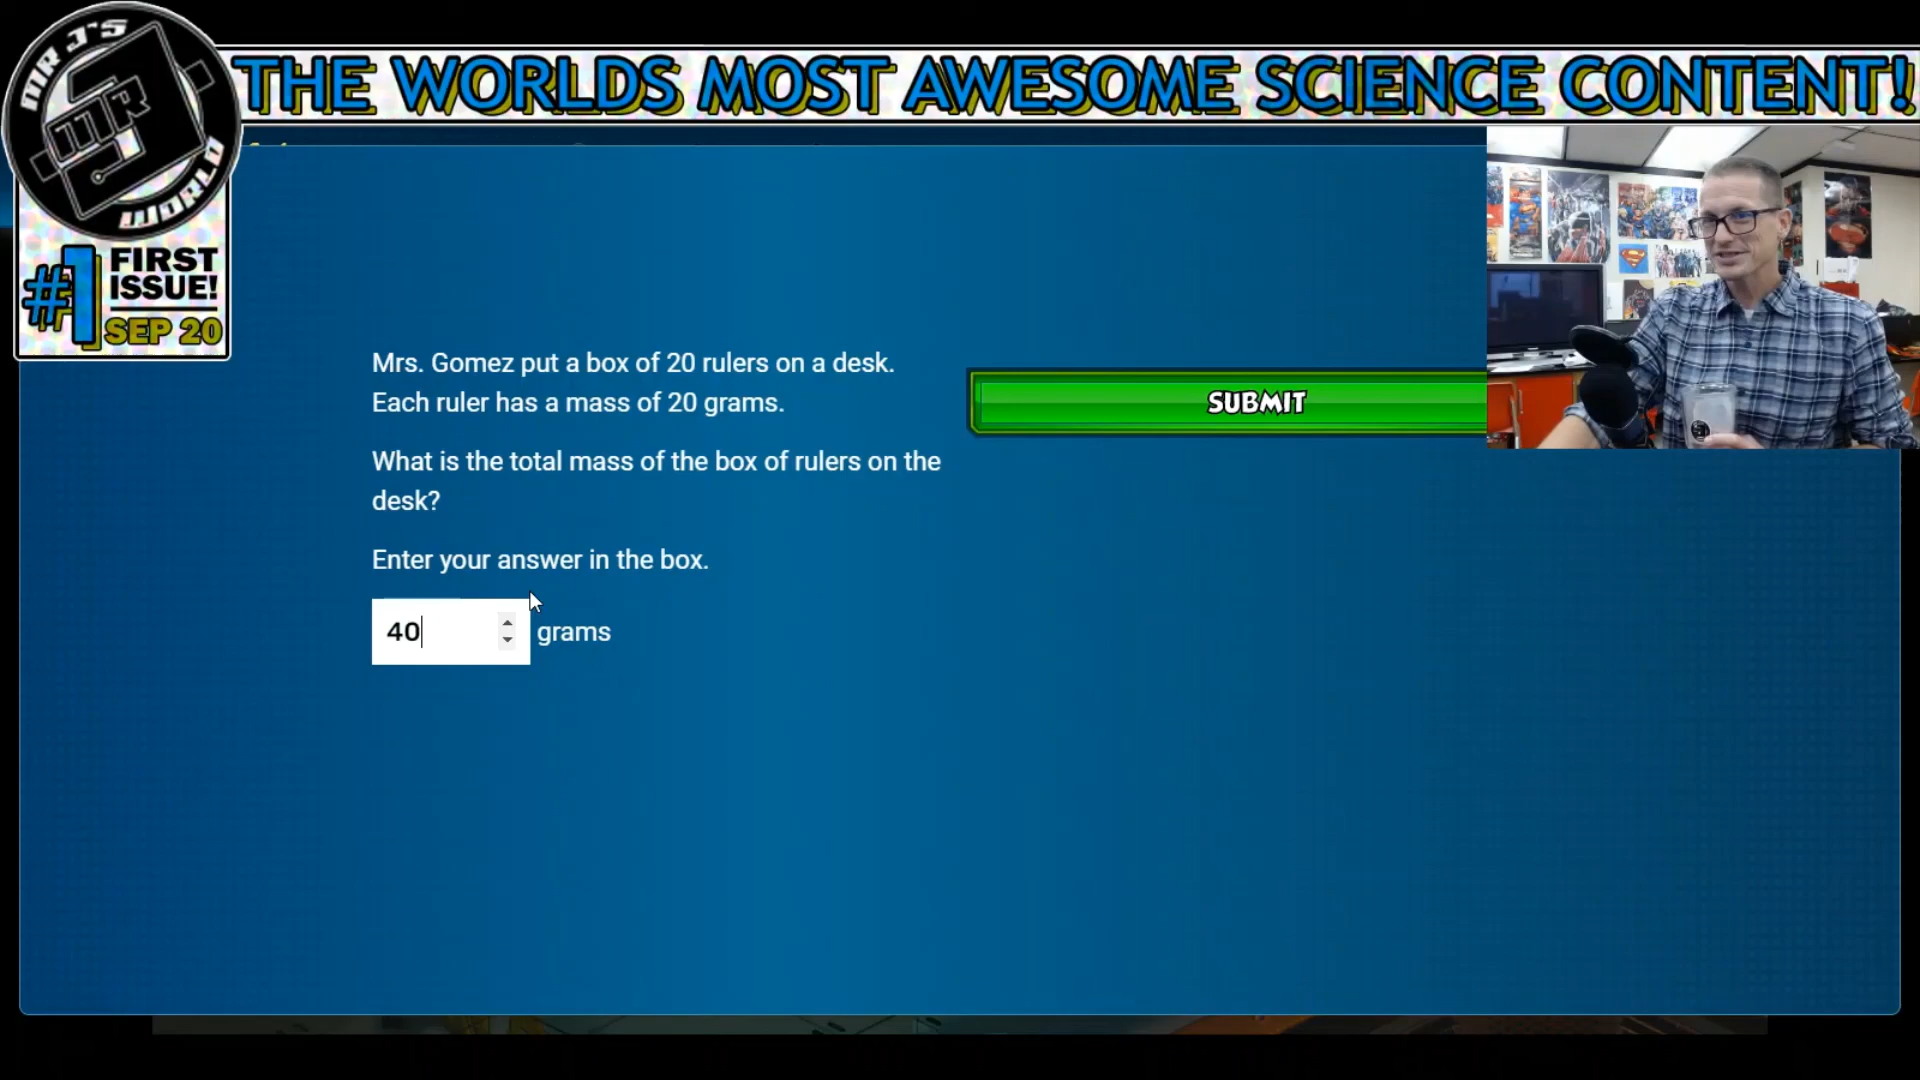 MR J'S
MR J
WORLD
THE WORLDS MOST AWESOME SCIENCE CONTENT!
#1
FIRST
ISSUE!
SEP 20
Mrs. Gomez put a box of 20 rulers on a desk.
Each ruler has a mass of 20 grams.
What is the total mass of the box of rulers on the
desk?
Enter your answer in the box.
40
grams
SUBMIT